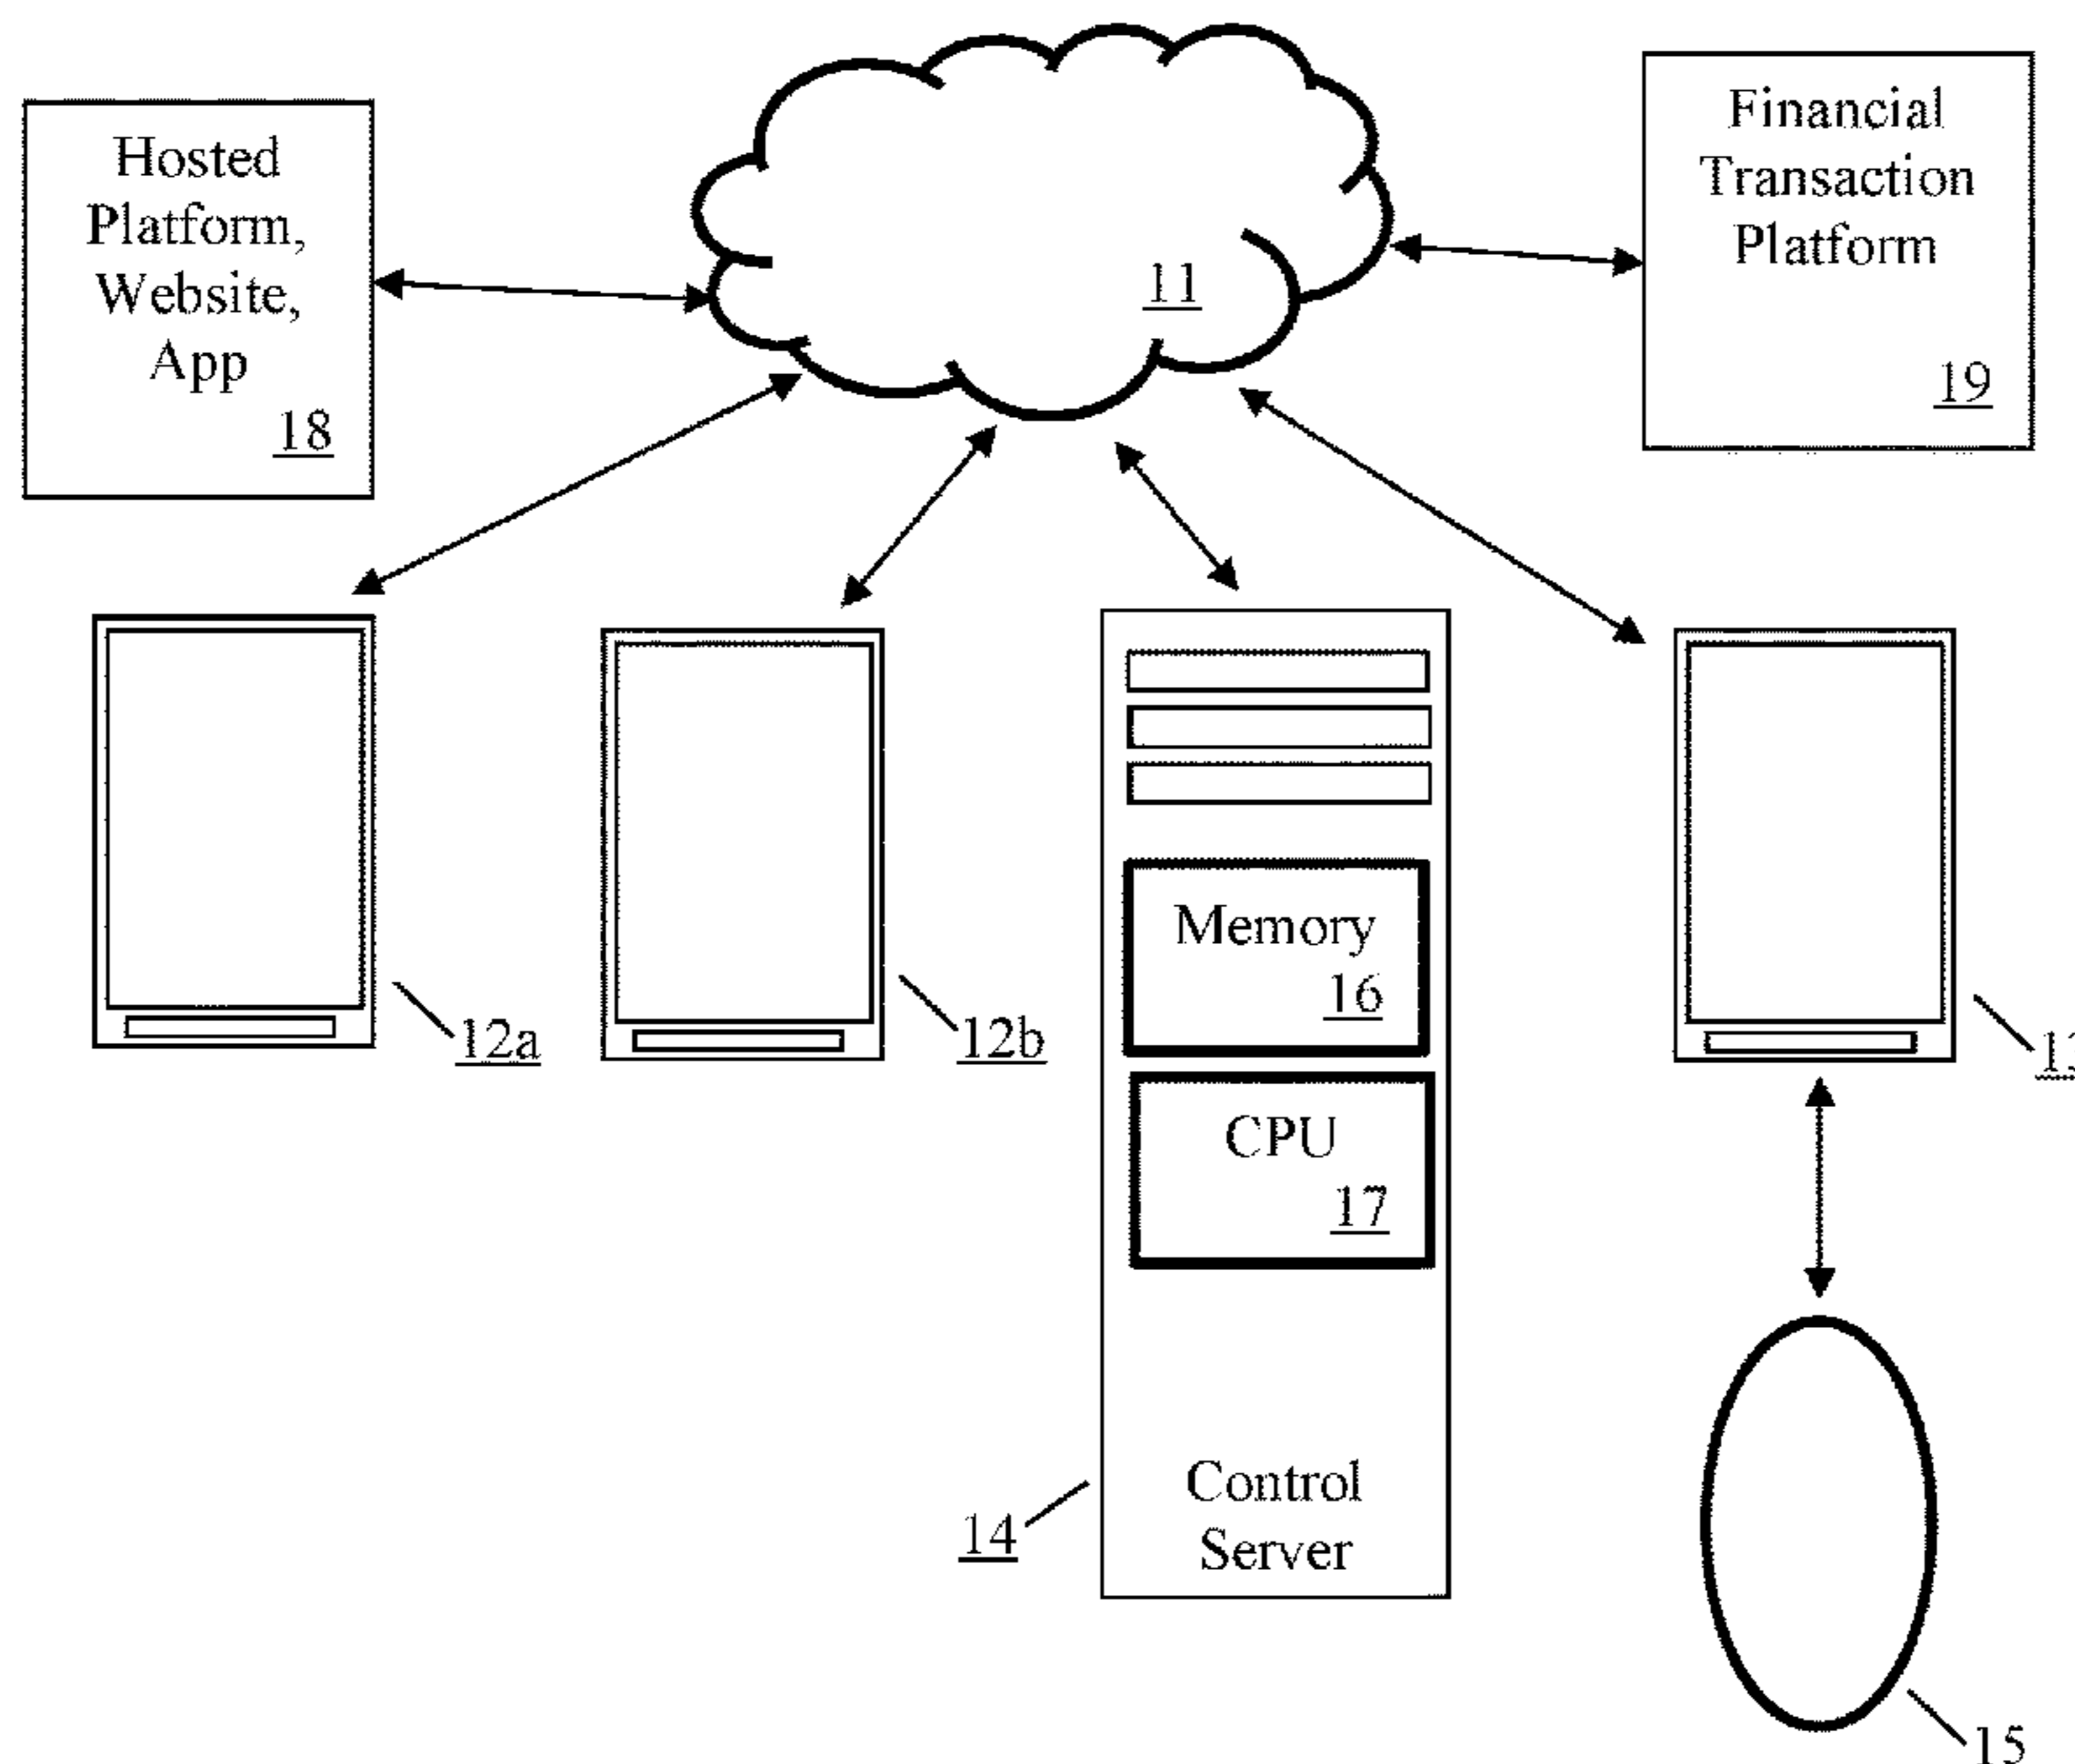 Hosted
Platform,
Website,
App
18
11
Financial
Transaction
Platform
19
12a
12b
Memory
16
CPU
17
Control
Server
14
15